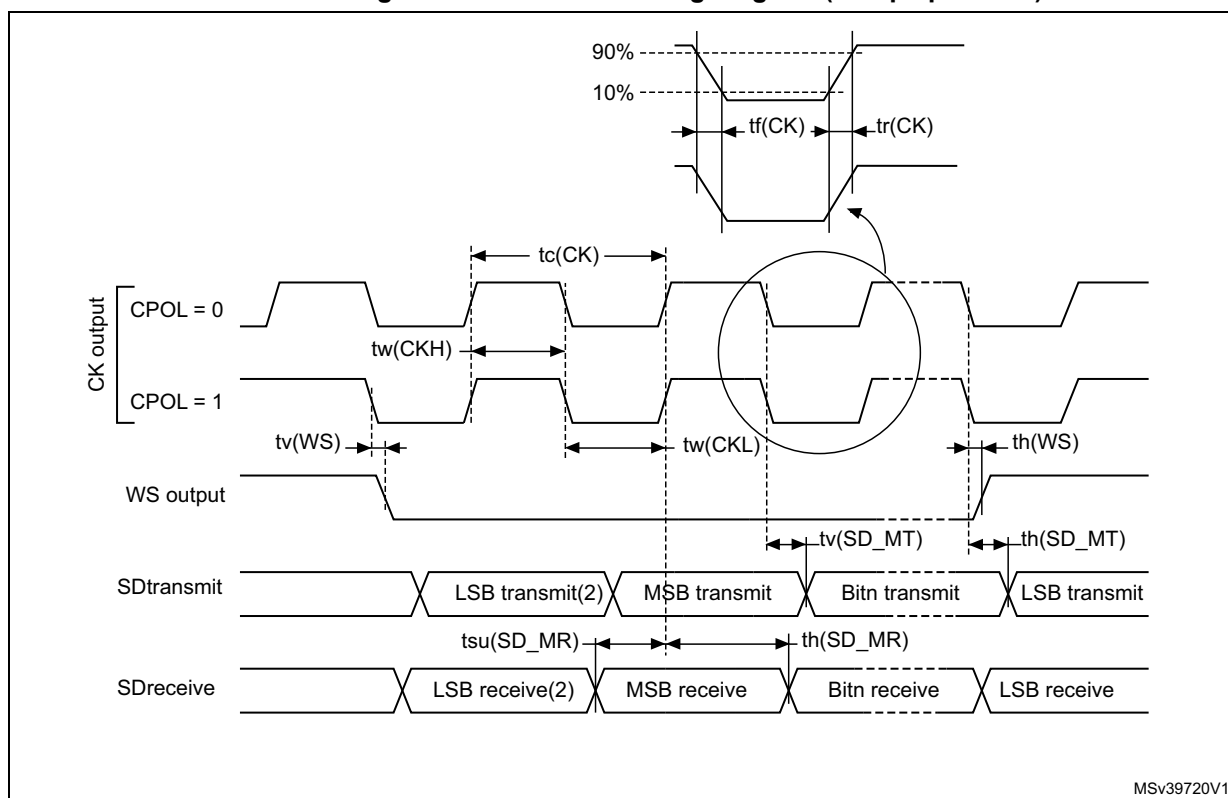 90%
10%
tf(CK)
tr(CK)
tc(CK)
CK output
CPOL = 0
tw(CKH)
CPOL = 1
tv(WS)
tw(CKL)
th(WS)
WS output
tv(SD_MT)
th(SD_MT)
SDtransmit
LSB transmit(2)
MSB transmit
Bitn transmit
LSB transmit
tsu(SD_MR)
th(SD_MR)
SDreceive
LSB receive(2)
MSB receive
Bitn receive
LSB receive
MSv39720V1